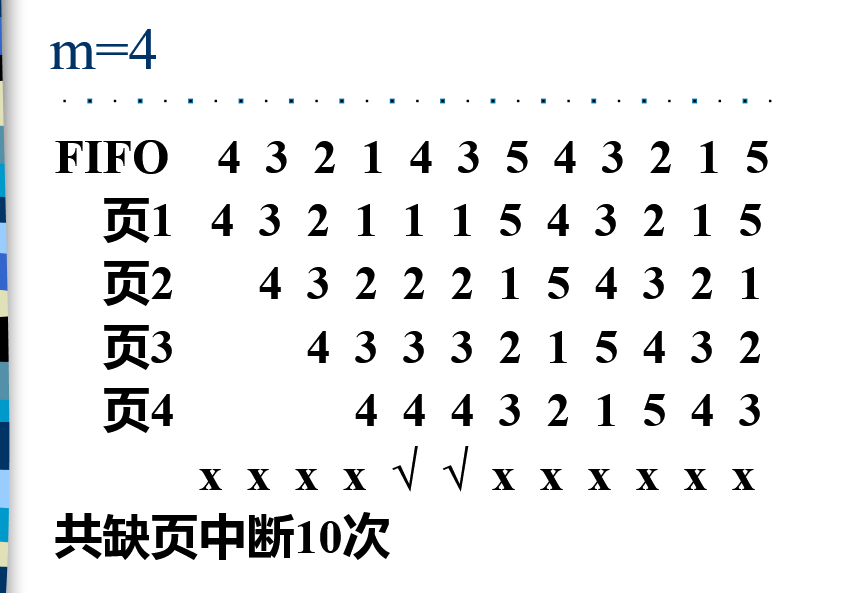 m=4
FIFO 4 3 2 1 4 3 5 4 3 2 1 5
页1 4 3 2 1 1 1 5 4 3 2 1 5
页2 4 3 2 2 2 1 5 4 3 2 1
页3 4 3 3 3 2 1 5 4 3 2
页4 4 4 4 3 2 1 5 4 3
x x x x √ √ x x x x x x
共缺页中断10次